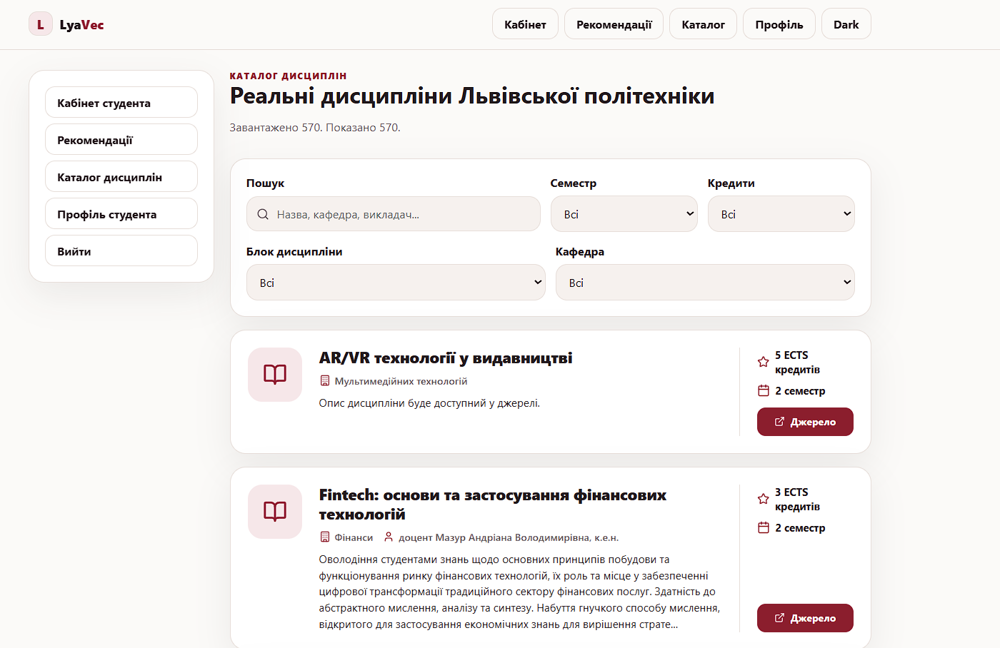 L LyaVec
Кабінет
Рекомендації
Каталог
Профіль
Dark
Кабінет студента
Рекомендації
Каталог дисциплін
Профіль студента
Вийти
КАТАЛОГ ДИСЦИПЛІН
Реальні дисципліни Львівської політехніки
Завантажено 570. Показано 570.
Пошук
Назва, кафедра, викладач...
Семестр
Всі
Кредити
Всі
Блок дисципліни
Всі
Кафедра
Всі
AR/VR технології у видавництві
Мультимедійних технологій
Опис дисципліни буде доступний у джерелі.
5 ECTS
кредитів
2 семестр
Джерело
Fintech: основи та застосування фінансових
технологій
Фінанси доцент Мазур Андріана Володимирівна, к.е.н.
Оволодіння студентами знань щодо основних принципів побудови та
функціонування ринку фінансових технологій, їх роль та місце у забезпеченні
цифрової трансформації традиційного сектору фінансових послуг. Здатність до
абстрактного мислення, аналізу та синтезу. Набуття гнучкого способу мислення,
відкритого для застосування економічних знань для вирішення страте...
3 ECTS
кредитів
2 семестр
Джерело